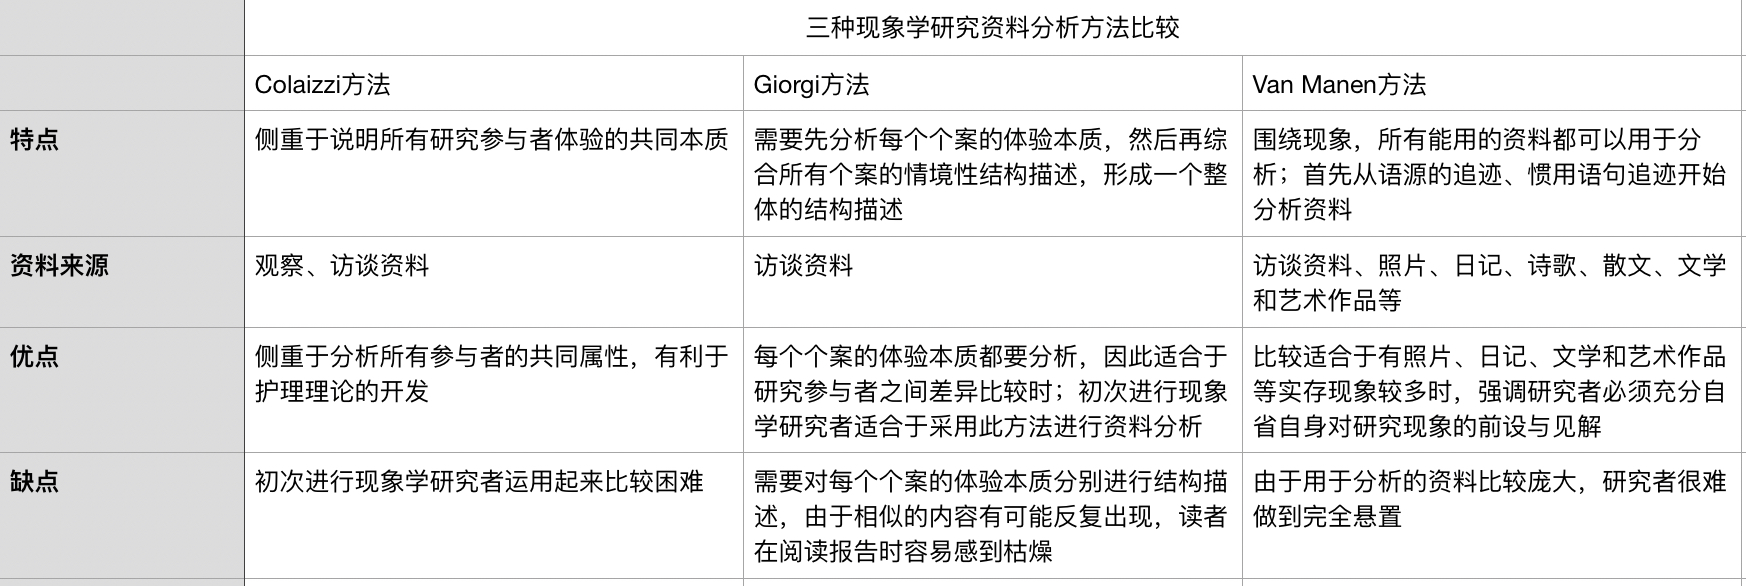 三种现象学研究资料分析方法比较
Colaizzi方法
Giorgi方法
Van Manen方法
特点
侧重于说明所有研究参与者体验的共同本质
需要先分析每个个案的体验本质，然后再综
合所有个案的情境性结构描述，形成一个整
体的结构描述
围绕现象，所有能用的资料都可以用于分
析；首先从语源的追迹、惯用语句追迹开始
分析资料
资料来源
观察、访谈资料
访谈资料
访谈资料、照片、日记、诗歌、散文、文学
和艺术作品等
优点
侧重于分析所有参与者的共同属性，有利于
护理理论的开发
每个个案的体验本质都要分析，因此适合于
研究参与者之间差异比较时；初次进行现象
学研究者适合于采用此方法进行资料分析
比较适合于有照片、日记、文学和艺术作品
等实存现象较多时，强调研究者必须充分自
省自身对研究现象的前设与见解
缺点
初次进行现象学研究者运用起来比较困难
需要对每个个案的体验本质分别进行结构描
述，由于相似的内容有可能反复出现，读者
在阅读报告时容易感到枯燥
由于用于分析的资料比较庞大，研究者很难
做到完全悬置